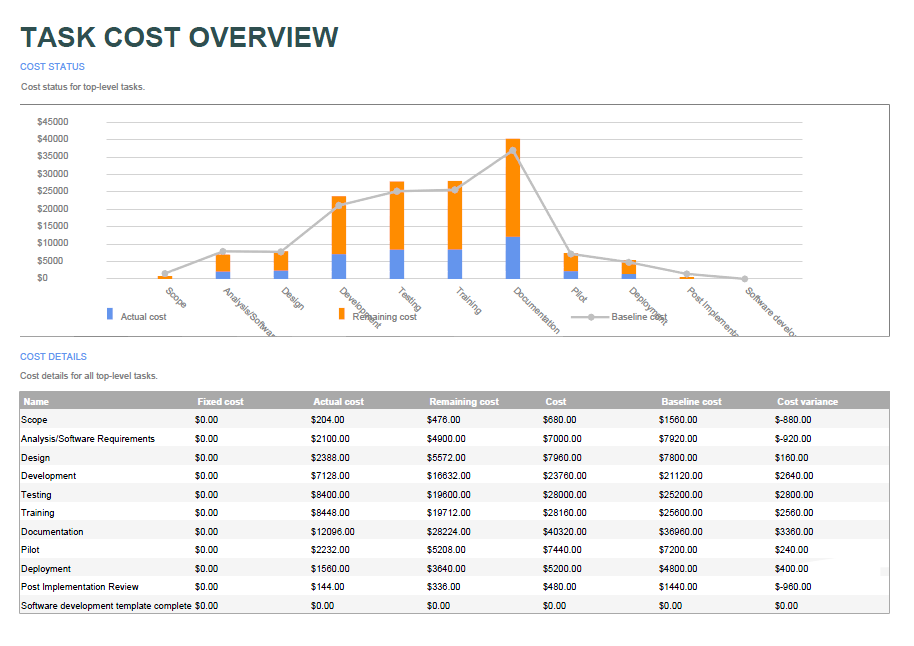 TASK COST OVERVIEW
COST STATUS
Cost status for top-level tasks.
$45000
$40000
$35000
$30000
$25000
$20000
$15000
$10000
$5000
$0
Scope
Analysis/Softwar
Design
Development
Testing
Training
Documentation
Pilot
Deployment
Post Implementa
Software develo
Actual cost
Remaining cost
Baseline cost
COST DETAILS
Cost details for all top-level tasks.
Name Fixed cost Actual cost Remaining cost Cost Baseline cost Cost variance
Scope $0.00 $204.00 $476.00 $680.00 $1560.00 $-880.00
Analysis/Software Requirements $0.00 $2100.00 $4900.00 $7000.00 $7920.00 $-920.00
Design $0.00 $2388.00 $5572.00 $7960.00 $7800.00 $160.00
Development $0.00 $7128.00 $16632.00 $23760.00 $21120.00 $2640.00
Testing $0.00 $8400.00 $19600.00 $28000.00 $25200.00 $2800.00
Training $0.00 $8448.00 $19712.00 $28160.00 $25600.00 $2560.00
Documentation $0.00 $12096.00 $28224.00 $40320.00 $36960.00 $3360.00
Pilot $0.00 $2232.00 $5208.00 $7440.00 $7200.00 $240.00
Deployment $0.00 $1560.00 $3640.00 $5200.00 $4800.00 $400.00
Post Implementation Review $0.00 $144.00 $336.00 $480.00 $1440.00 $-960.00
Software development template complete $0.00 $0.00 $0.00 $0.00 $0.00 $0.00